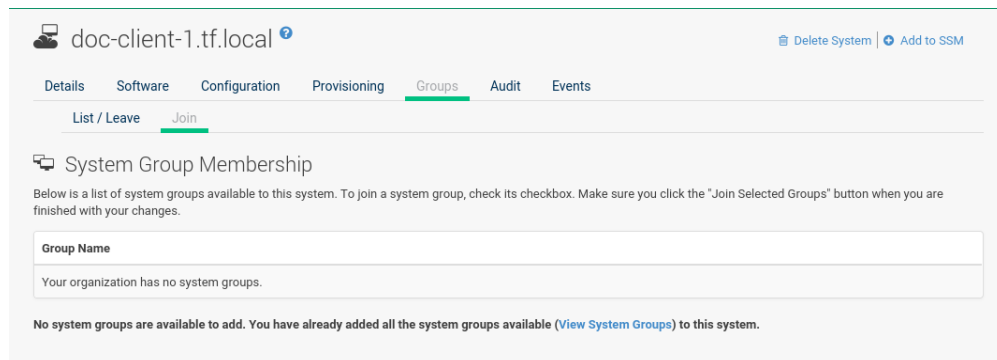 doc-client-1.tf.local ?
Delete System | Add to SSM
Details Software Configuration Provisioning Groups Audit Events
List / Leave Join
System Group Membership
Below is a list of system groups available to this system. To join a system group, check its checkbox. Make sure you click the "Join Selected Groups" button when you are
finished with your changes.
Group Name
Your organization has no system groups.
No system groups are available to add. You have already added all the system groups available (View System Groups) to this system.